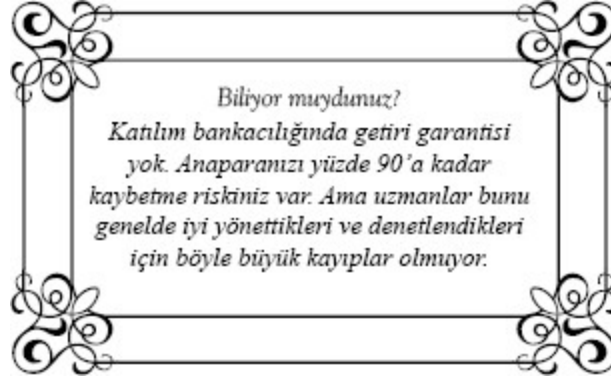 Biliyor muydunuz?
Katılım bankacılığında getiri garantisi
yok. Anaparanızı yüzde 90’a kadar
kaybetme riskiniz var. Ama uzmanlar bunu
genelde iyi yönettikleri ve denetlendikleri
için böyle büyük kayıplar olmuyor.